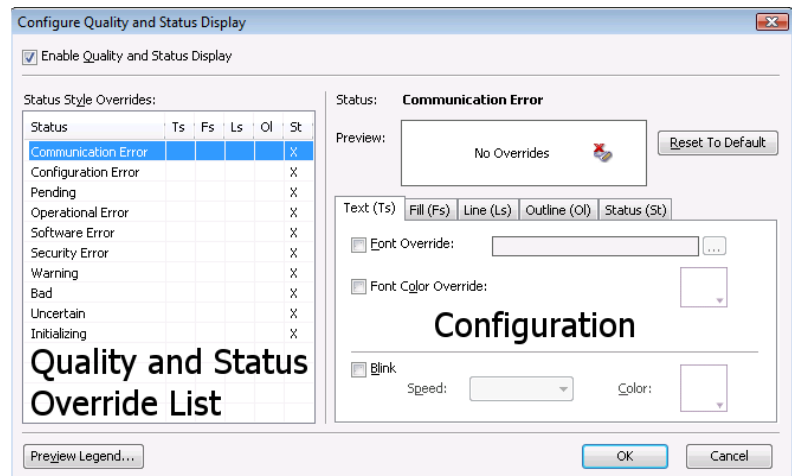 Configure Quality and Status Display
Enable Quality and Status Display
Status Style Overrides:
Status Ts Fs Ls Ol St
Communication Error X
Configuration Error X
Pending X
Operational Error X
Software Error X
Security Error X
Warning X
Bad X
Uncertain X
Initializing X
Quality and Status
Override List
Preview Legend...
Status: Communication Error
Preview: No Overrides
Reset To Default
Text (Ts) Fill (Fs) Line (Ls) Outline (Ol) Status (St)
Font Override: ...
Font Color Override:
Configuration
Blink
Speed: Color:
OK Cancel